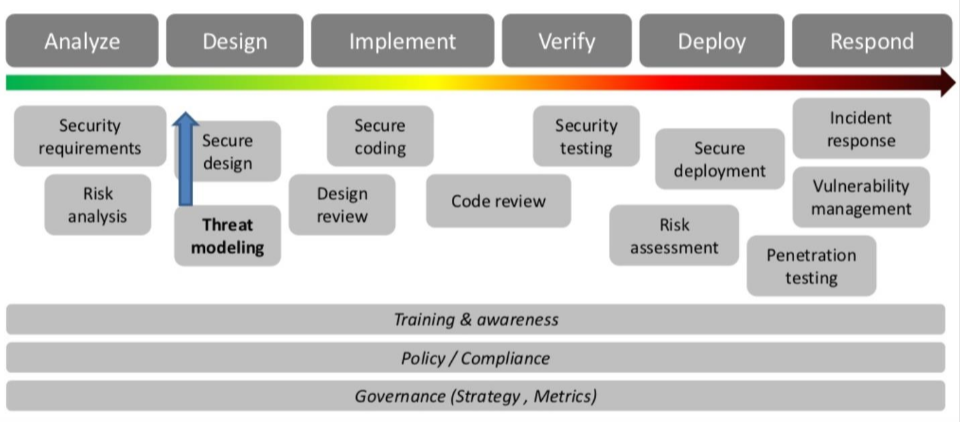 Analyze
Design
Implement
Verify
Deploy
Respond
Security
requirements
Risk
analysis
Secure
design
Threat
modeling
Secure
coding
Design
review
Code review
Security
testing
Secure
deployment
Risk
assessment
Incident
response
Vulnerability
management
Penetration
testing
Training & awareness
Policy / Compliance
Governance (Strategy , Metrics)